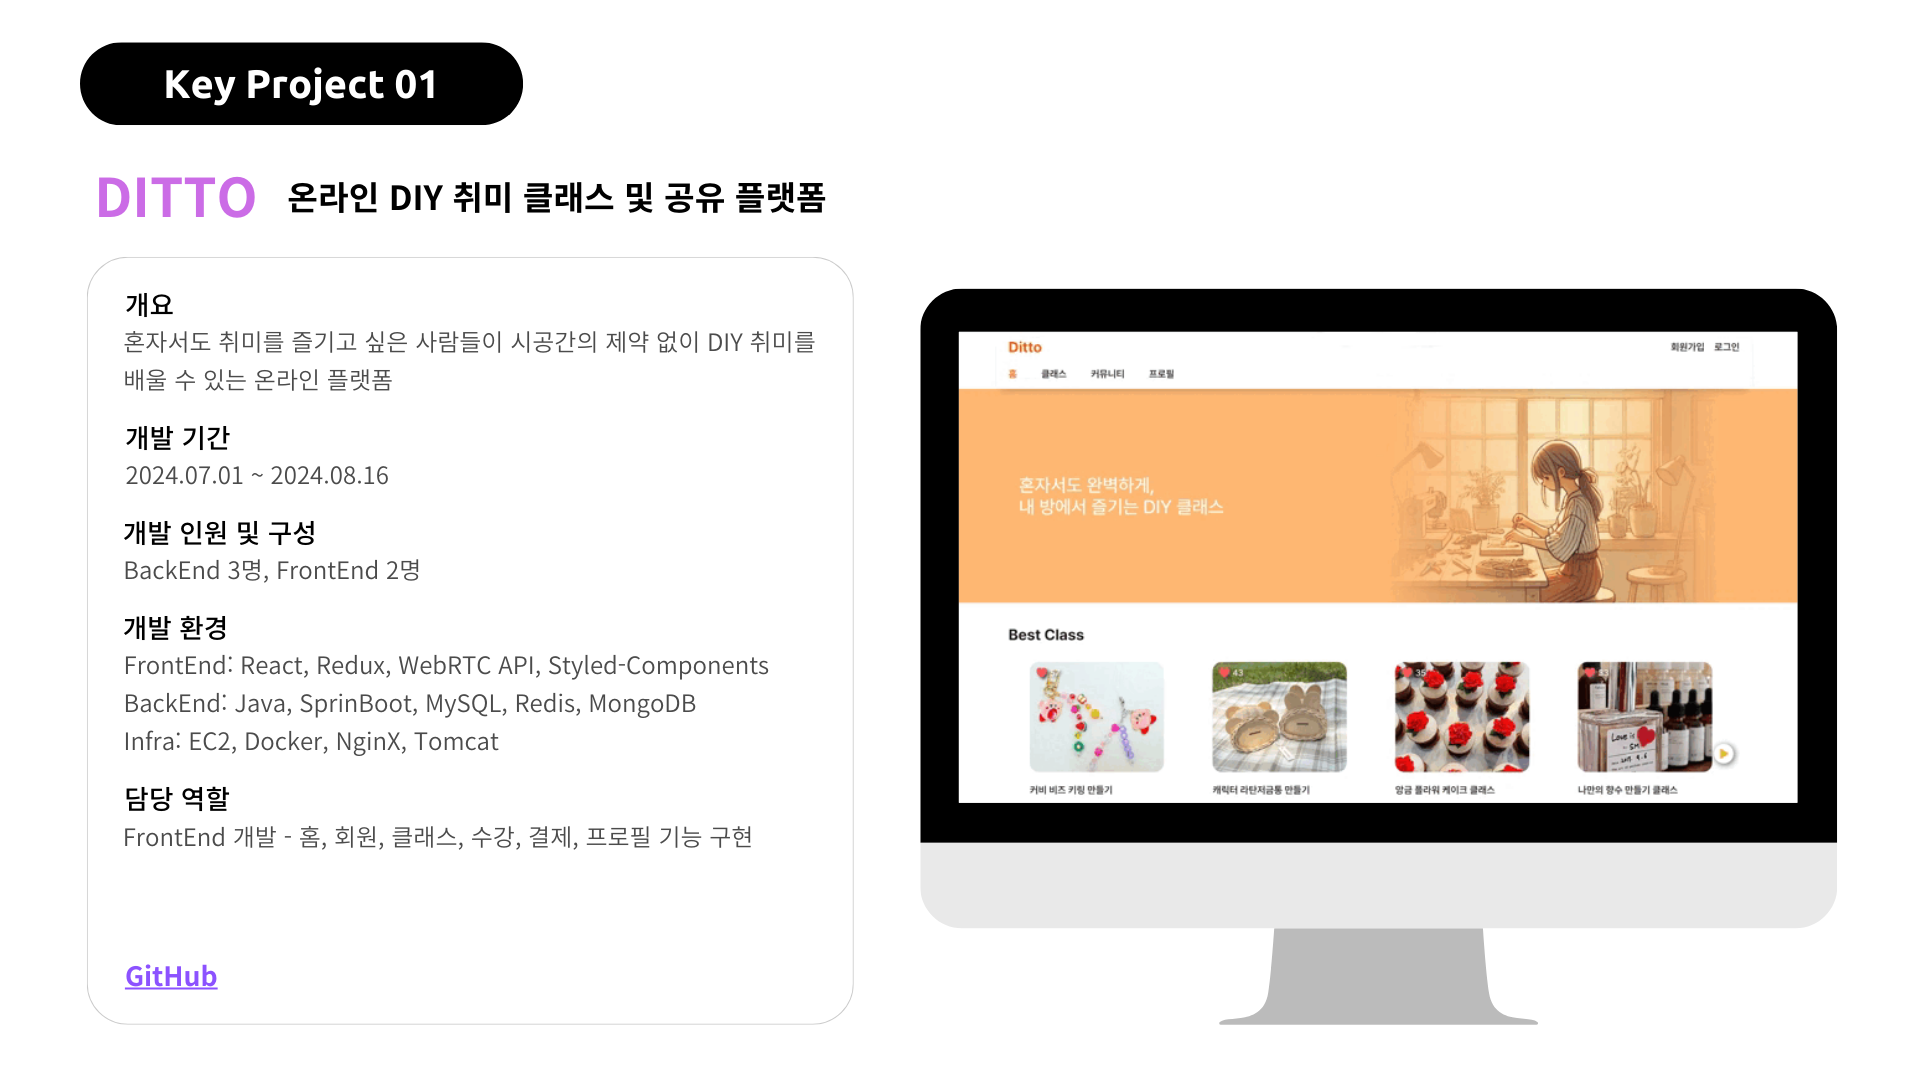 Key Project 01
DITTO 온라인 DIY 취미 클래스 및 공유 플랫폼
개요
혼자서도 취미를 즐기고 싶은 사람들이 시공간의 제약 없이 DIY 취미를
배울 수 있는 온라인 플랫폼
개발 기간
2024.07.01 ~ 2024.08.16
개발 인원 및 구성
BackEnd 3명, FrontEnd 2명
개발 환경
FrontEnd: React, Redux, WebRTC API, Styled-Components
BackEnd: Java, SprinBoot, MySQL, Redis, MongoDB
Infra: EC2, Docker, NginX, Tomcat
담당 역할
FrontEnd 개발 - 홈, 회원, 클래스, 수강, 결제, 프로필 기능 구현
GitHub
Ditto
회원가입 로그인
홈 클래스 커뮤니티 프로필
혼자서도 완벽하게,
내 방에서 즐기는 DIY 클래스
Best Class
43
35
Love is
커비 비즈 키링 만들기
캐릭터 라탄저금통 만들기
앙금 플라워 케이크 클래스
나만의 향수 만들기 클래스